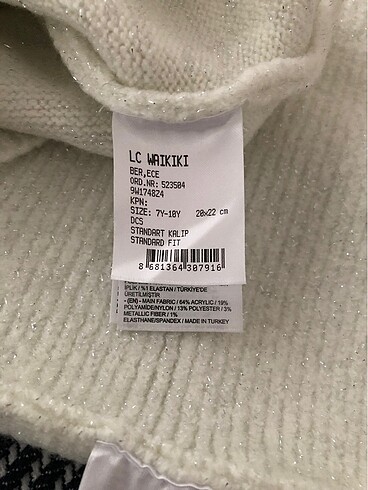 LC WAIKIKI
BER,ECE
ORD.NR: 523504
9W174824
KPN:
SIZE: 7Y-10Y 20x22 cm
DCS
STANDART KALIP
STANDARD FIT
8 681364 307916
İPLİK / %1 ELASTAN / TÜRKİYE'DE
ÜRETİLMİŞTİR
- (EN) - MAIN FABRIC / 64% ACRYLIC / 19%
POLYAMIDE/NYLON / 13% POLYESTER / 3%
METALLIC FIBER / 1%
ELASTHANE/SPANDEX / MADE IN TURKEY